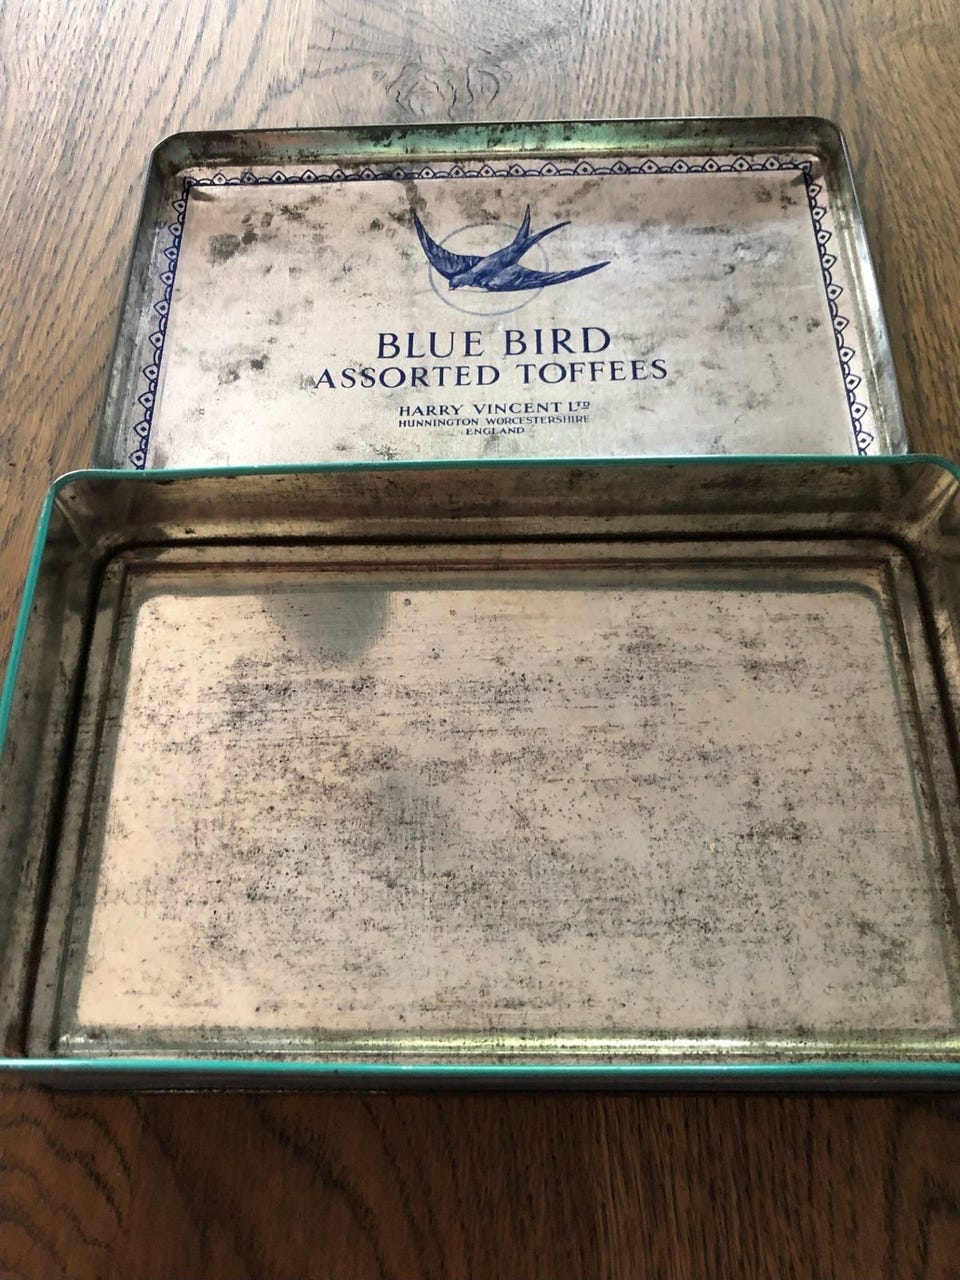 BLUE BIRD
ASSORTED TOFFEES
HARRY VINCENT LTD
HUNNINGTON WORCESTERSHIRE
ENGLAND